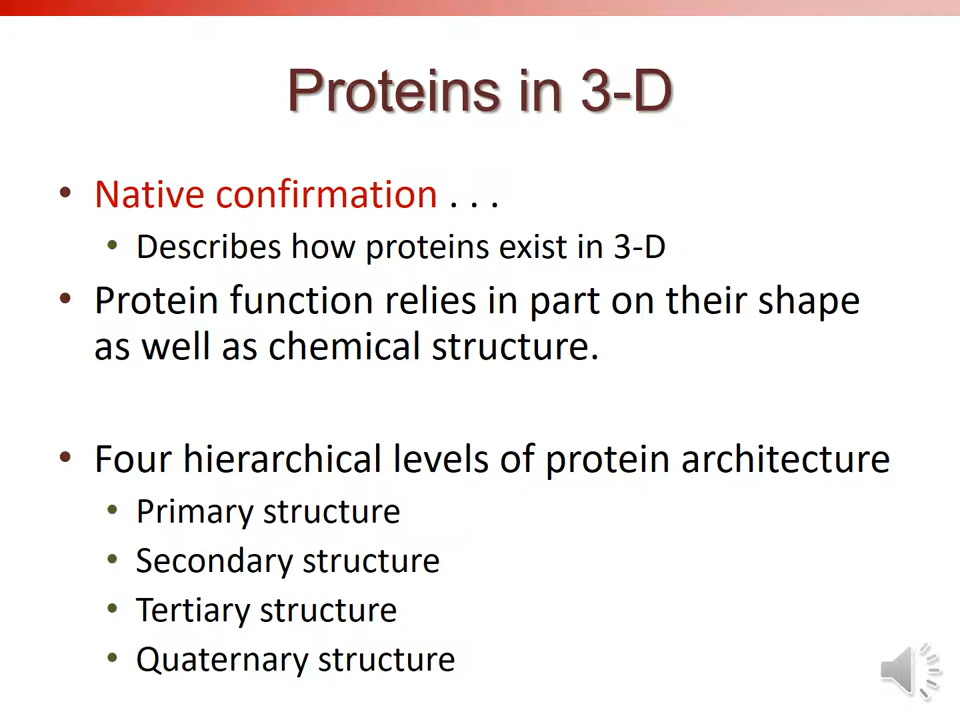 Proteins in 3-D
• Native confirmation . . .
• Describes how proteins exist in 3-D
• Protein function relies in part on their shape
as well as chemical structure.
• Four hierarchical levels of protein architecture
• Primary structure
• Secondary structure
• Tertiary structure
• Quaternary structure